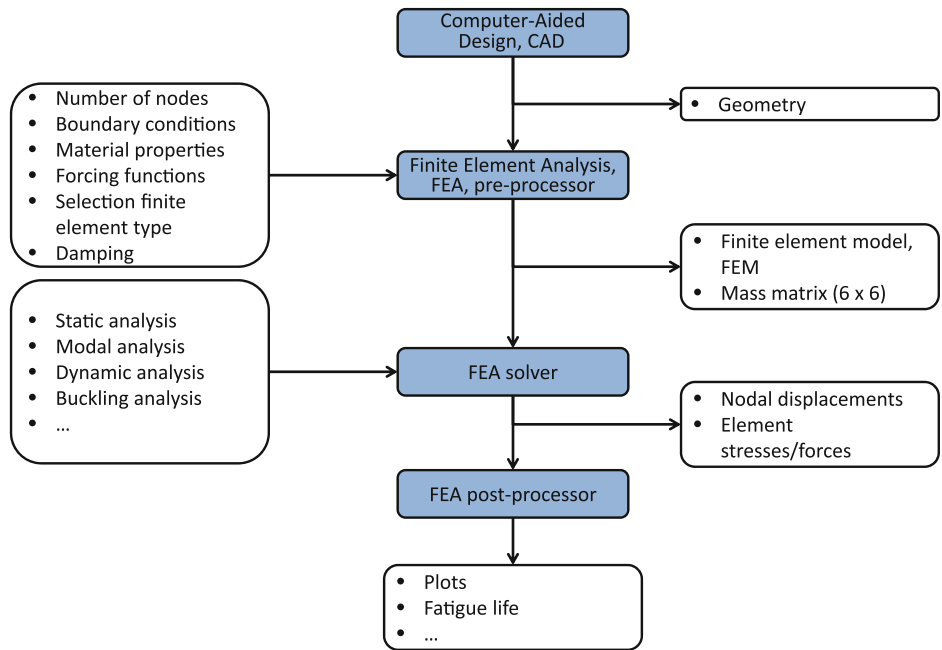 Computer-Aided
Design, CAD
• Number of nodes
• Boundary conditions
• Material properties
• Forcing functions
• Selection finite
element type
• Damping
• Geometry
Finite Element Analysis,
FEA, pre-processor
• Finite element model,
FEM
• Mass matrix (6 x 6)
• Static analysis
• Modal analysis
• Dynamic analysis
• Buckling analysis
• ...
FEA solver
• Nodal displacements
• Element
stresses/forces
FEA post-processor
• Plots
• Fatigue life
• ...